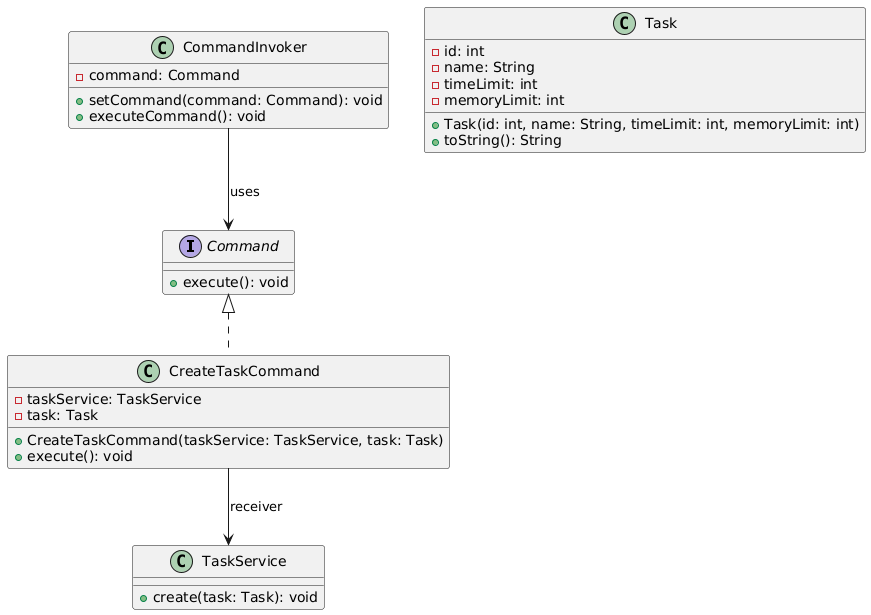 C CommandInvoker
command: Command
setCommand(command: Command): void
executeCommand(): void
C Task
id: int
name: String
timeLimit: int
memoryLimit: int
Task(id: int, name: String, timeLimit: int, memoryLimit: int)
toString(): String
uses
I Command
execute(): void
C CreateTaskCommand
taskService: TaskService
task: Task
CreateTaskCommand(taskService: TaskService, task: Task)
execute(): void
receiver
C TaskService
create(task: Task): void